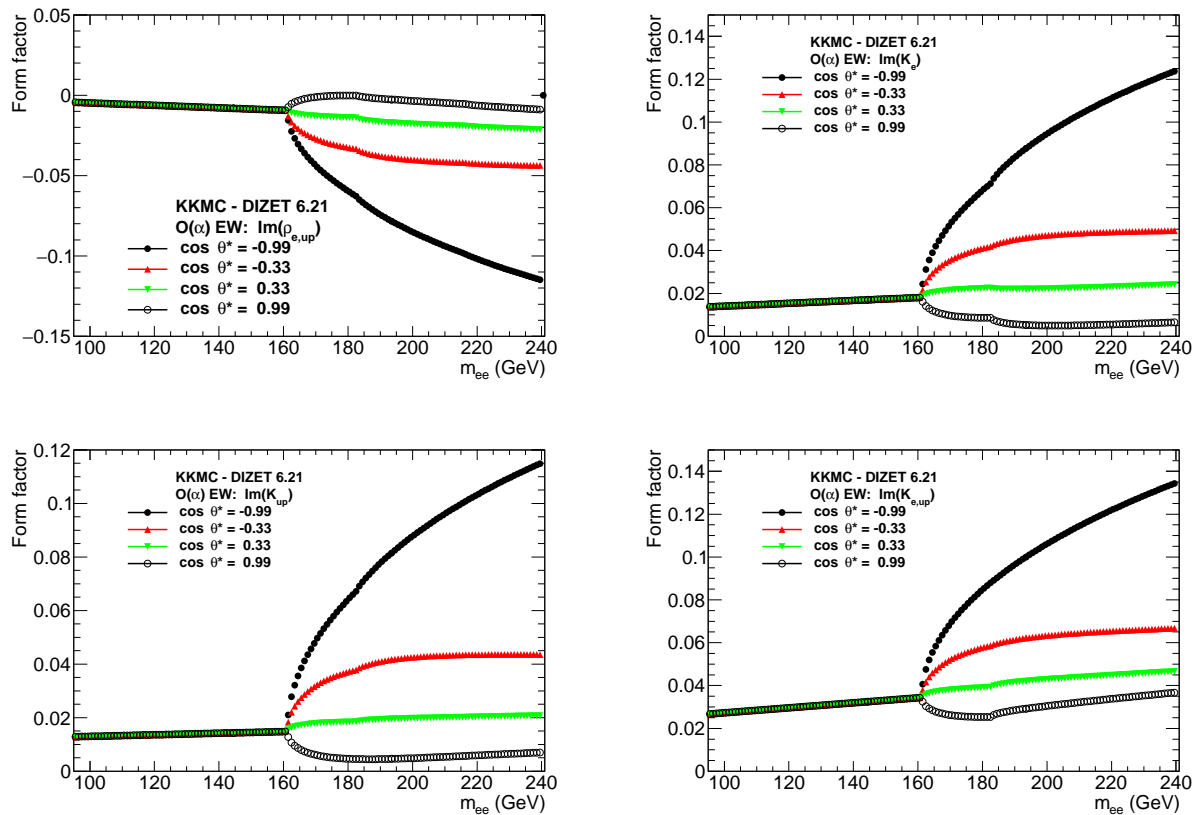 Form factor
0.05
0
−0.05
−0.1
−0.15
KKMC - DIZET 6.21
O(α) EW: Im(ρe,up)
cos θ* = -0.99
cos θ* = -0.33
cos θ* = 0.33
cos θ* = 0.99
100 120 140 160 180 200 220 240
mee (GeV)
Form factor
0.14
0.12
0.1
0.08
0.06
0.04
0.02
0
KKMC - DIZET 6.21
O(α) EW: Im(Ke)
cos θ* = -0.99
cos θ* = -0.33
cos θ* = 0.33
cos θ* = 0.99
100 120 140 160 180 200 220 240
mee (GeV)
Form factor
0.12
0.1
0.08
0.06
0.04
0.02
0
KKMC - DIZET 6.21
O(α) EW: Im(Kup)
cos θ* = -0.99
cos θ* = -0.33
cos θ* = 0.33
cos θ* = 0.99
100 120 140 160 180 200 220 240
mee (GeV)
Form factor
0.14
0.12
0.1
0.08
0.06
0.04
0.02
0
KKMC - DIZET 6.21
O(α) EW: Im(Ke,up)
cos θ* = -0.99
cos θ* = -0.33
cos θ* = 0.33
cos θ* = 0.99
100 120 140 160 180 200 220 240
mee (GeV)